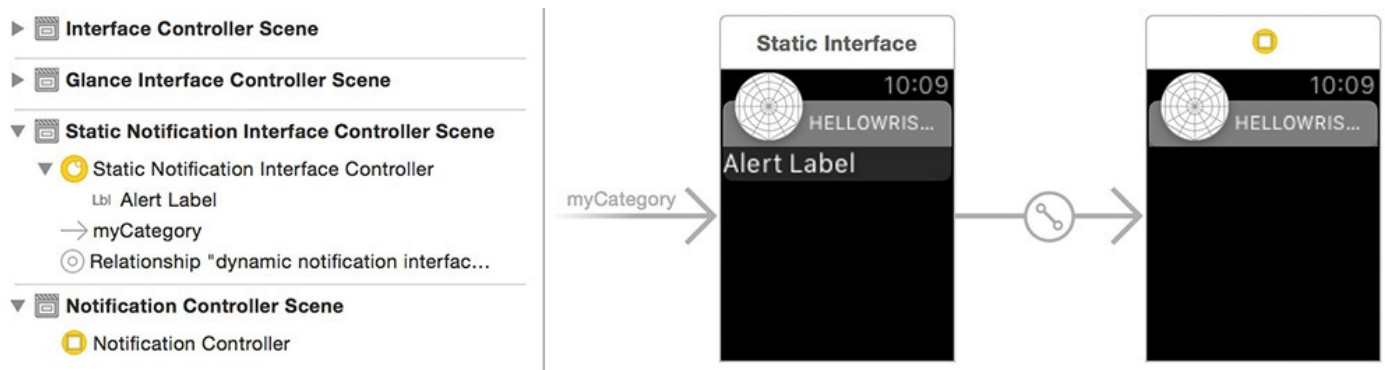 Interface Controller Scene
Glance Interface Controller Scene
Static Notification Interface Controller Scene
Static Notification Interface Controller
Lbl Alert Label
myCategory
Relationship "dynamic notification interfac...
Notification Controller Scene
Notification Controller
myCategory
Static Interface
10:09
HELLOWRIS...
Alert Label
10:09
HELLOWRIS...